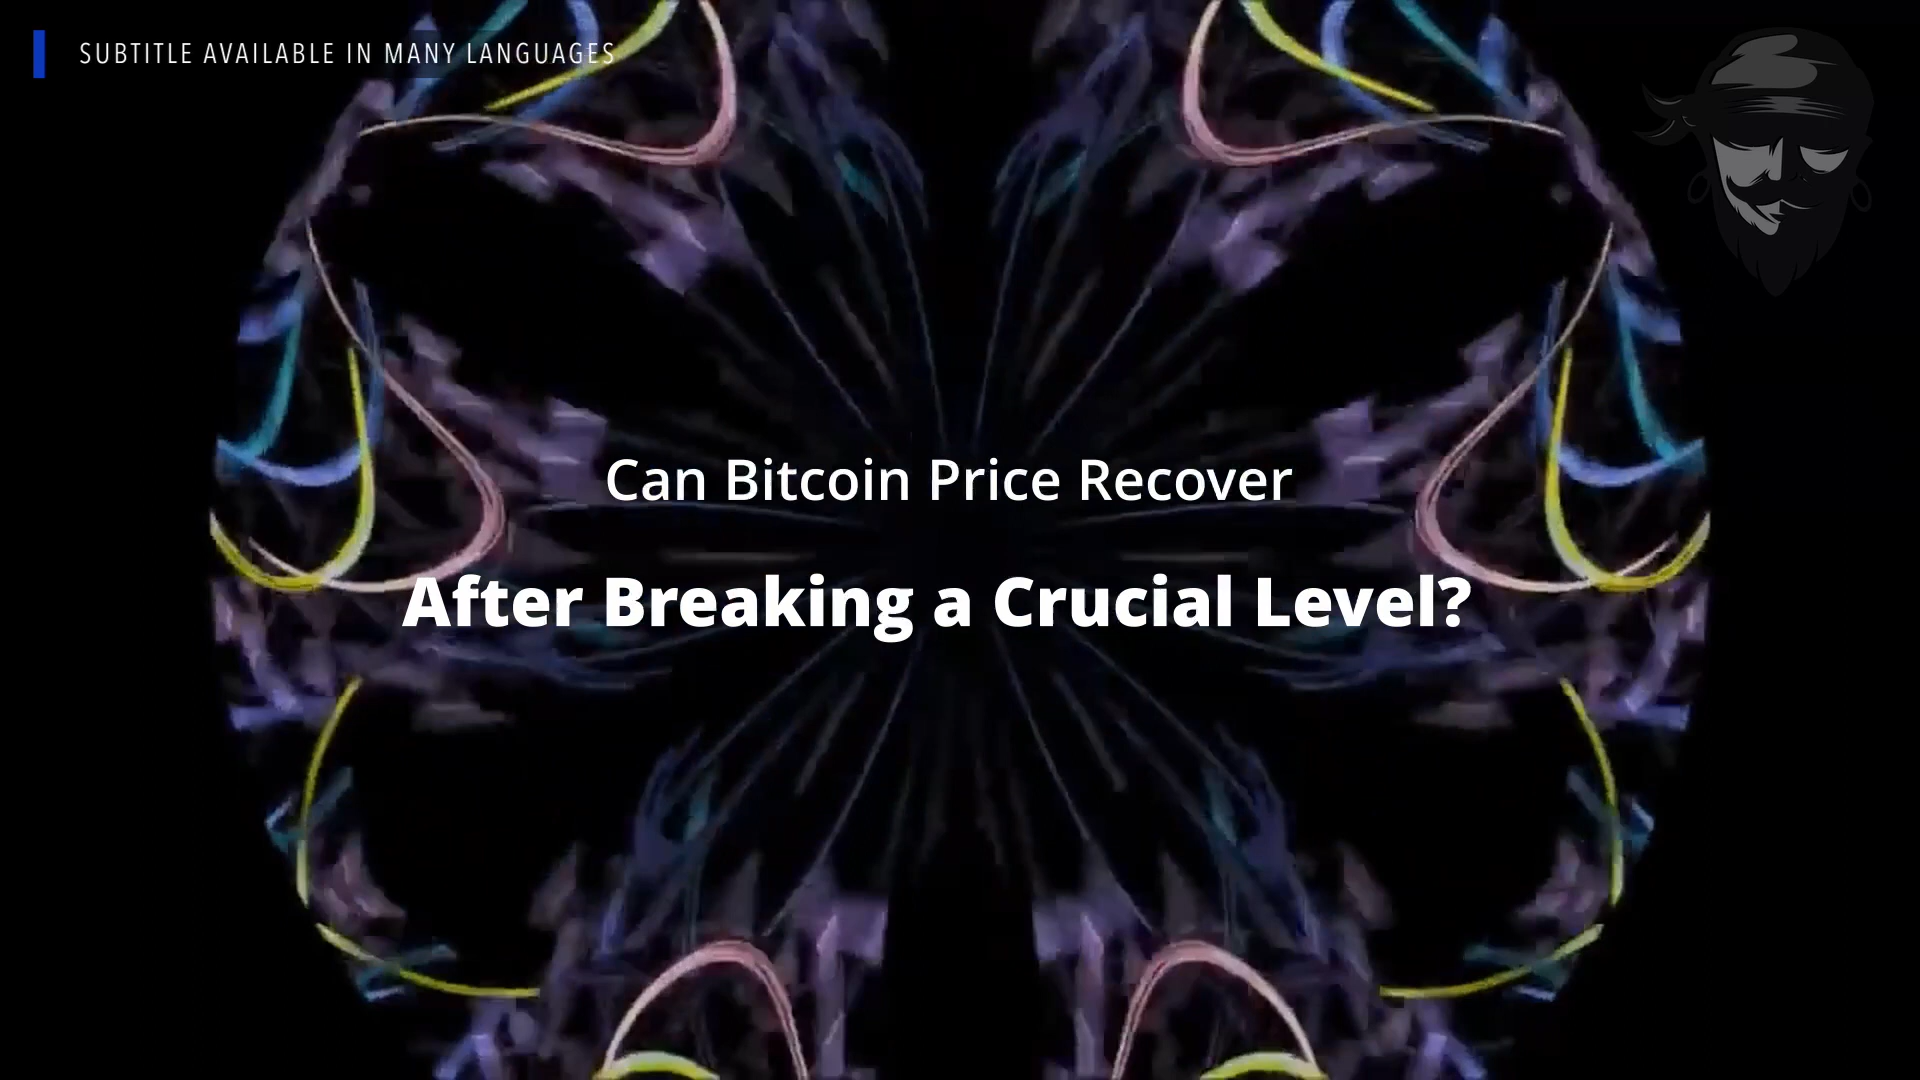 SUBTITLE AVAILABLE IN MANY LANGUAGES
Can Bitcoin Price Recover
After Breaking a Crucial Level?